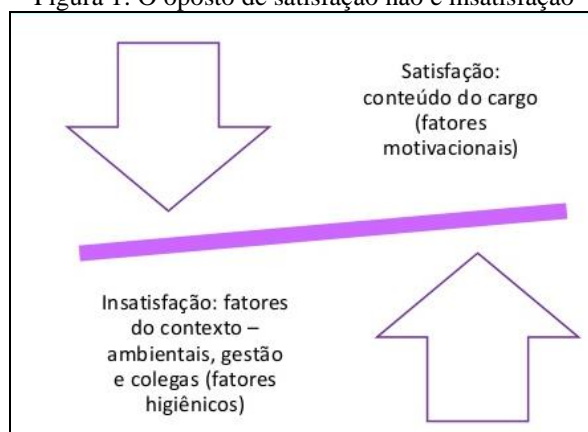 Figura 1: O oposto de satisfação não é insatisfação
Satisfação:
conteúdo do cargo
(fatores
motivacionais)
Insatisfação: fatores
do contexto –
ambientais, gestão
e colegas (fatores
higiênicos)